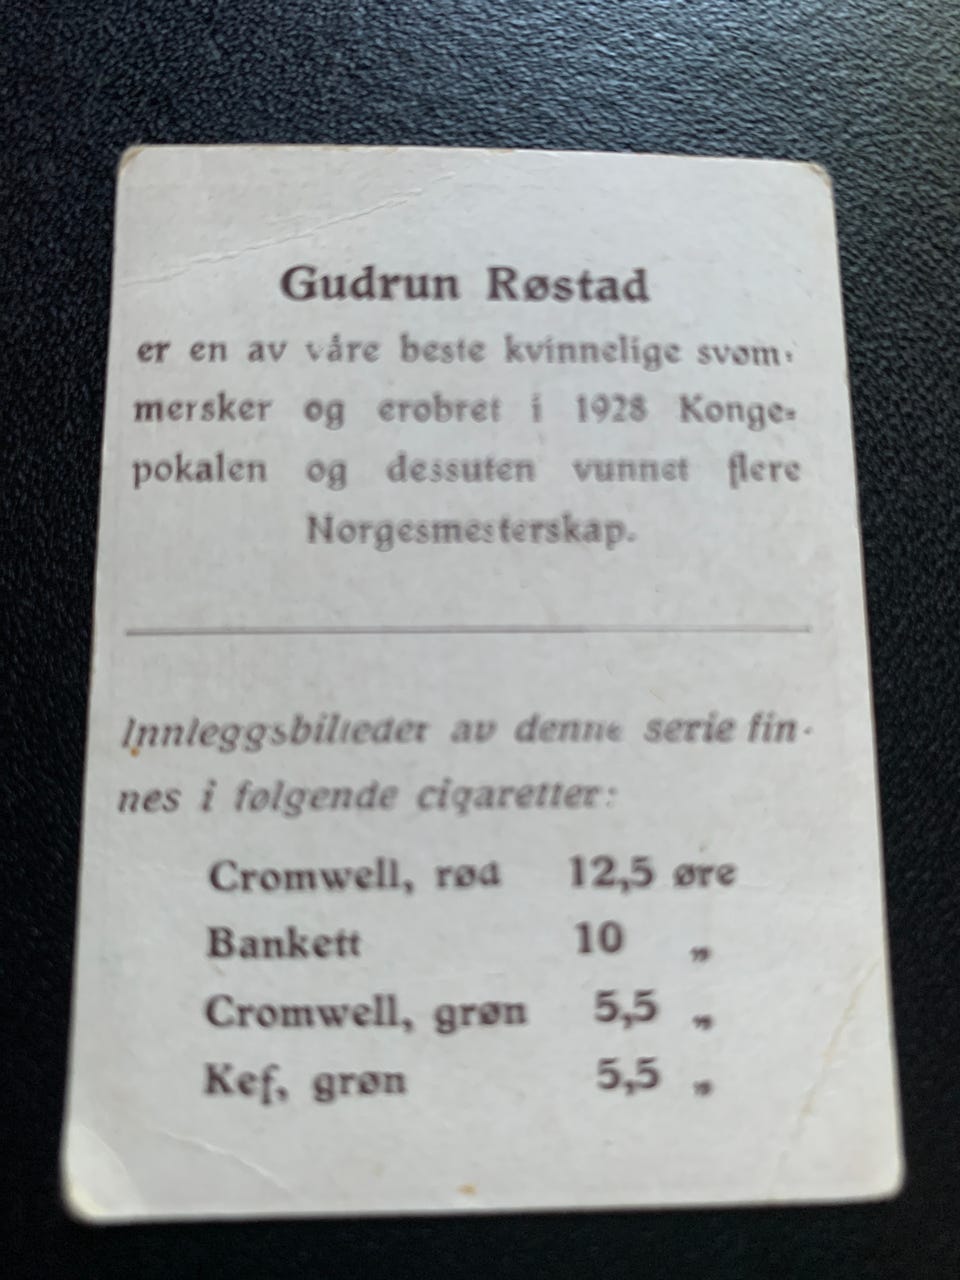 Gudrun Røstad
er en av våre beste kvinnelige svøm-
mersker og erobret i 1928 Konge-
pokalen og dessuten vunnet flere
Norgesmesterskap.
Innleggsbilleder av denne serie fin-
nes i følgende cigaretter:
Cromwell, rød 12,5 øre
Bankett 10 „
Cromwell, grøn 5,5 „
Kef, grøn 5,5 „